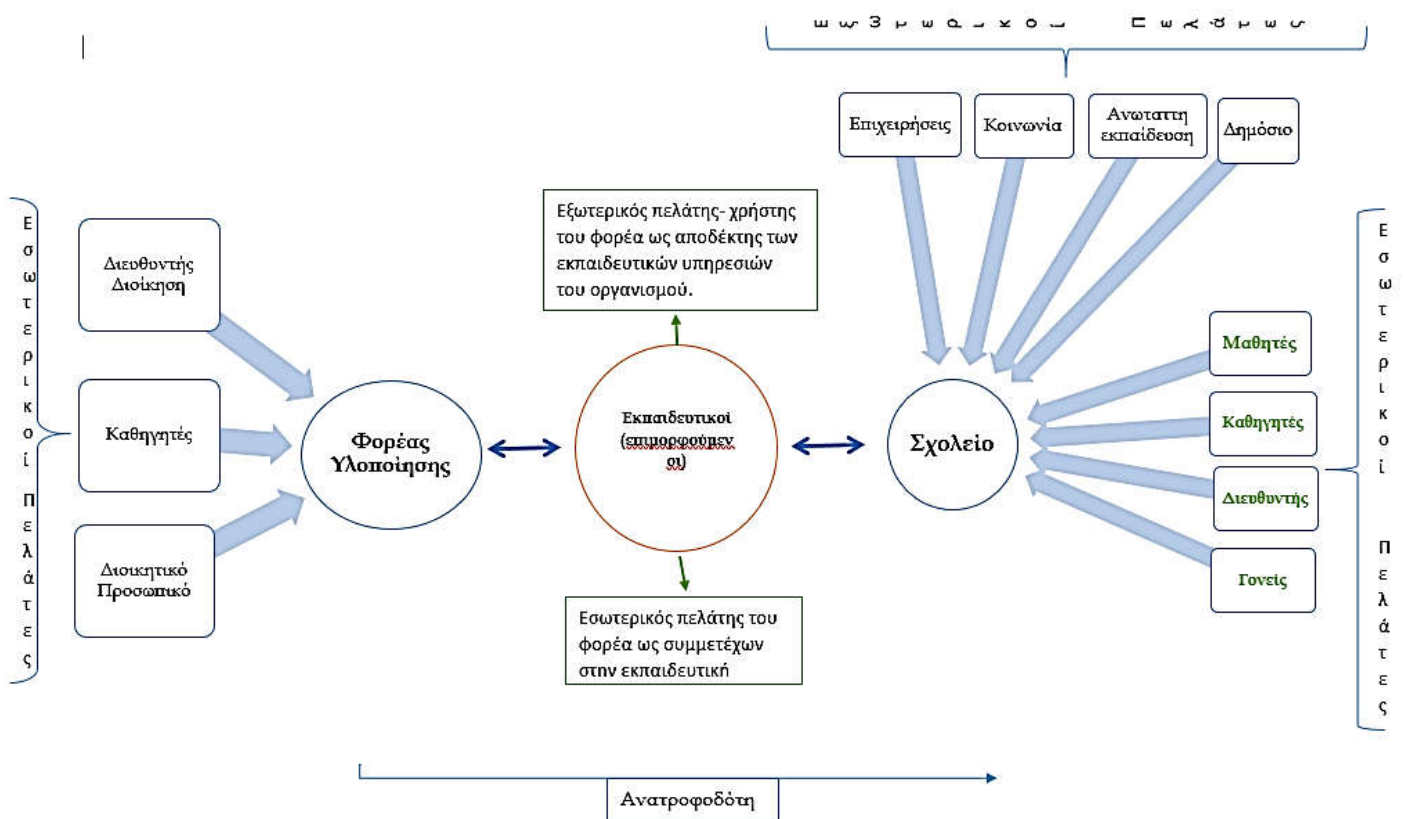 Εξωτερικοί Πελάτες
Επιχειρήσεις
Κοινωνία
Ανωταττη
εκπαίδευση
Δημόσιο
Εσωτερικοί Πελάτες
Διευθυντής
Διοίκηση
Καθηγητές
Διοικητικό
Προσωπικό
Φορέας
Υλοποίησης
Εξωτερικός πελάτης- χρήστης
του φορέα ως αποδέκτης των
εκπαιδευτικών υπηρεσιών
του οργανισμού.
Εκπαιδευτικοί
(επιμορφούμεν
οι)
Εσωτερικός πελάτης του
φορέα ως συμμετέχων
στην εκπαιδευτική
Σχολείο
Μαθητές
Καθηγητές
Διευθυντής
Γονείς
Εσωτερικοί Πελάτες
Ανατροφοδότη